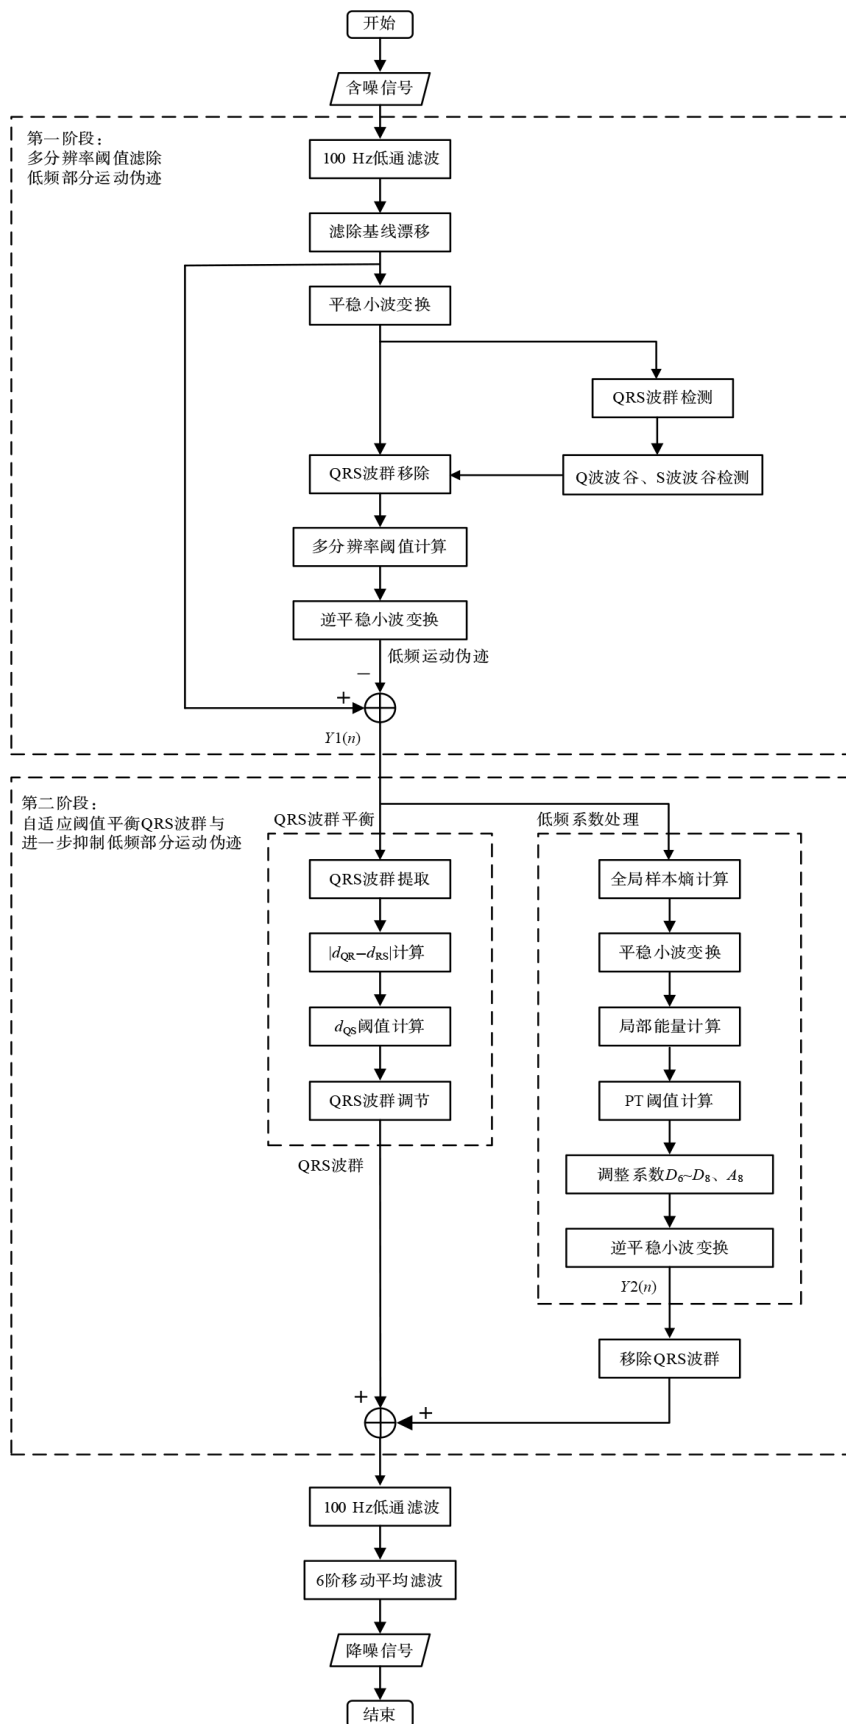 开始
含噪信号
第一阶段：
多分辨率阈值滤除
低频部分运动伪迹
100 Hz低通滤波
滤除基线漂移
平稳小波变换
QRS波群检测
QRS波群移除
Q波波谷、S波波谷检测
多分辨率阈值计算
逆平稳小波变换
低频运动伪迹
−
+
Y1(n)
第二阶段：
自适应阈值平衡QRS波群与
进一步抑制低频部分运动伪迹
QRS波群平衡
低频系数处理
QRS波群提取
全局样本熵计算
|dQR−dRS|计算
平稳小波变换
dQS阈值计算
局部能量计算
QRS波群调节
PT阈值计算
QRS波群
调整系数D6~D8、A8
逆平稳小波变换
Y2(n)
移除QRS波群
+
+
100 Hz低通滤波
6阶移动平均滤波
降噪信号
结束